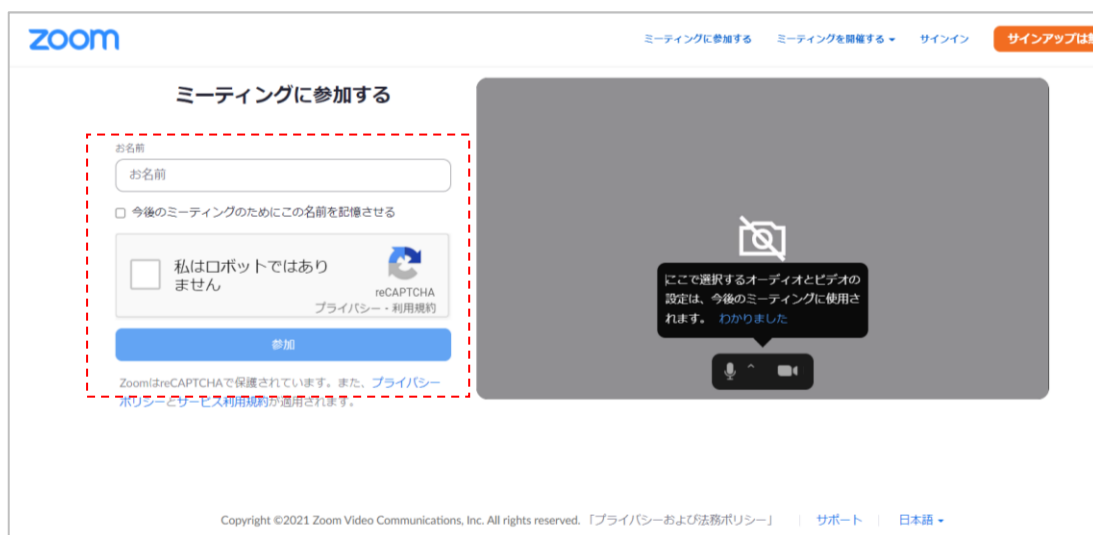 zoom
ミーティングに参加する
ミーティングを開催する
サインイン
サインアップは
ミーティングに参加する
お名前
お名前
今後のミーティングのためにこの名前を記憶させる
私はロボットではあり
ません
reCAPTCHA
プライバシー・利用規約
参加
ZoomはreCAPTCHAで保護されています。また、プライバシー
ポリシーとサービス利用規約が適用されます。
にここで選択するオーディオとビデオの
設定は、今後のミーティングに使用さ
れます。 わかりました
Copyright ©2021 Zoom Video Communications, Inc. All rights reserved. 「プライバシーおよび法務ポリシー」 サポート 日本語